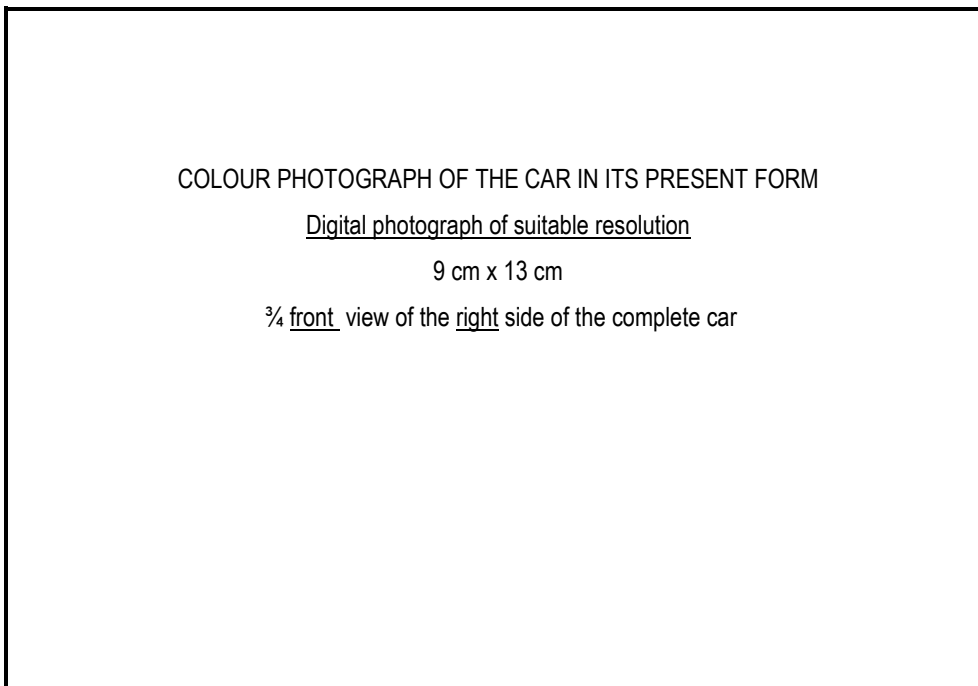 COLOUR PHOTOGRAPH OF THE CAR IN ITS PRESENT FORM
Digital photograph of suitable resolution
9 cm x 13 cm
¾ front view of the right side of the complete car